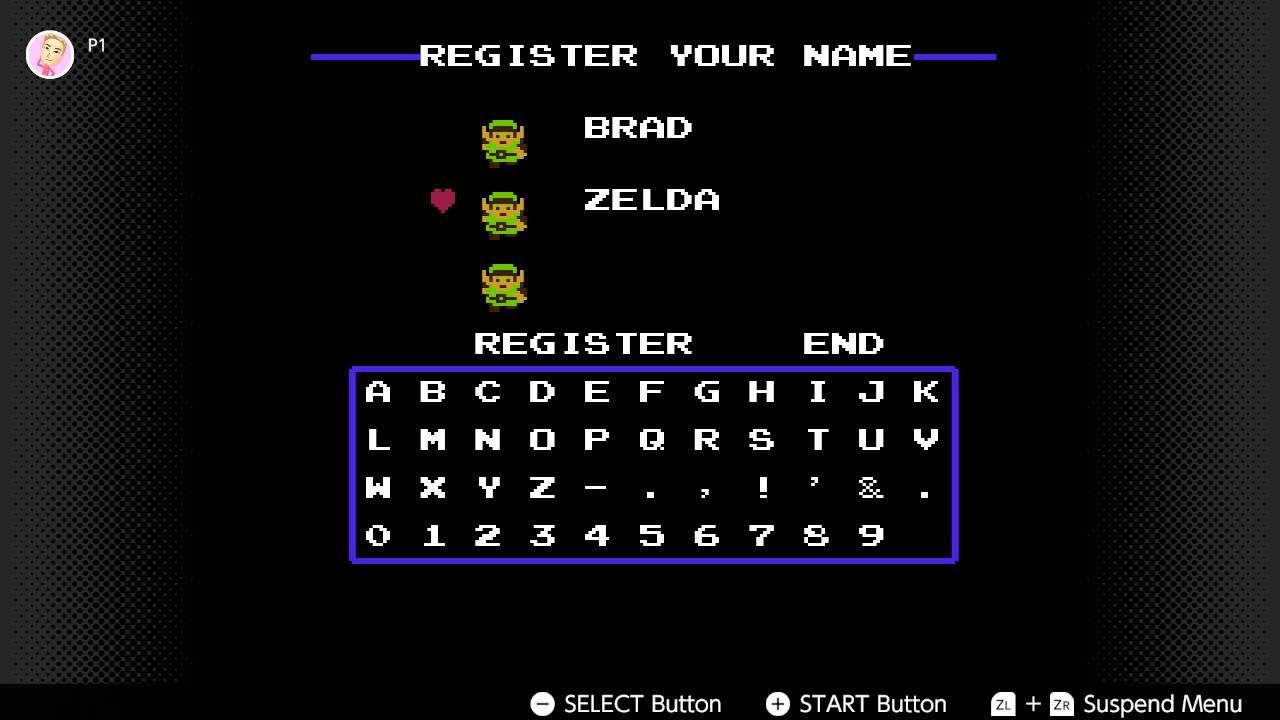 P1
REGISTER YOUR NAME
BRAD
ZELDA
REGISTER END
A B C D E F G H I J K
L M N O P Q R S T U V
W X Y Z - . , ! ' & .
0 1 2 3 4 5 6 7 8 9
- SELECT Button + START Button ZL + ZR Suspend Menu